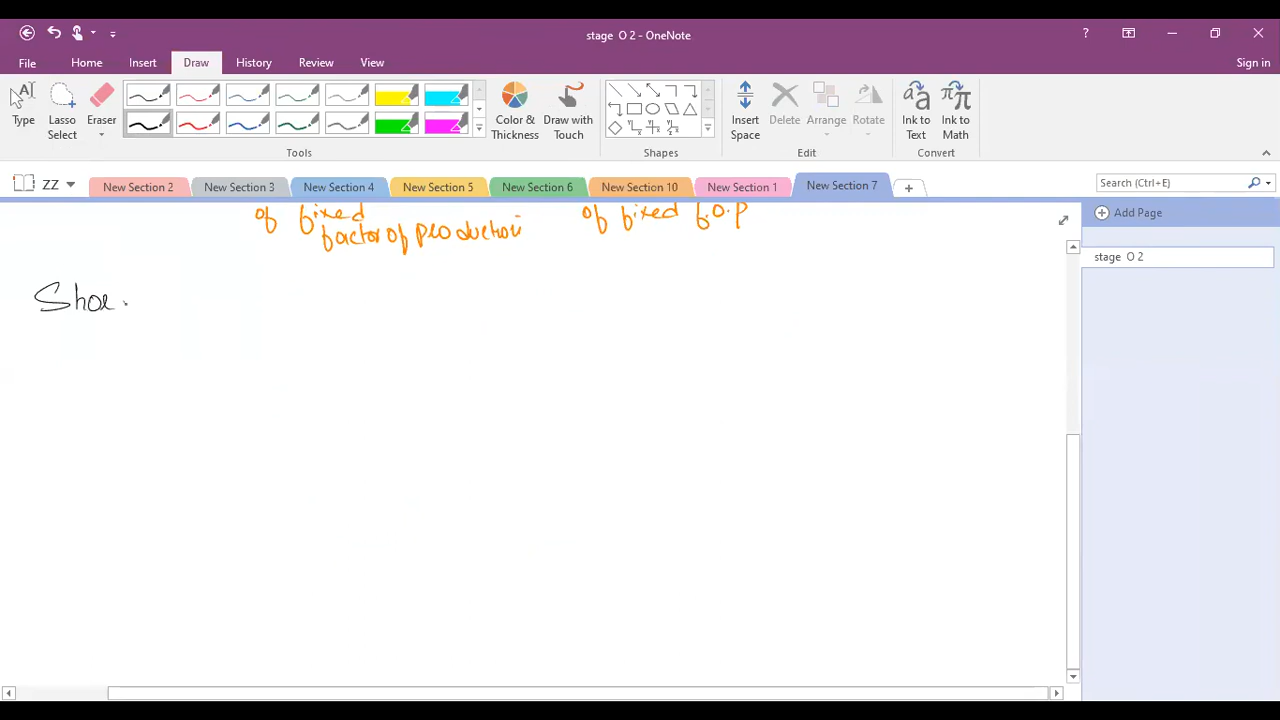 stage O 2 - OneNote
?
File Home Insert Draw History Review View Sign in
Type Lasso Select Eraser Color & Thickness Draw with Touch Insert Space Delete Arrange Rotate Ink to Text Ink to Math
Tools Shapes Edit Convert
ZZ New Section 2 New Section 3 New Section 4 New Section 5 New Section 6 New Section 10 New Section 1 New Section 7 Search (Ctrl+E)
Add Page
stage O 2
of fixed of fixed f.o.p
factor of production
Shor